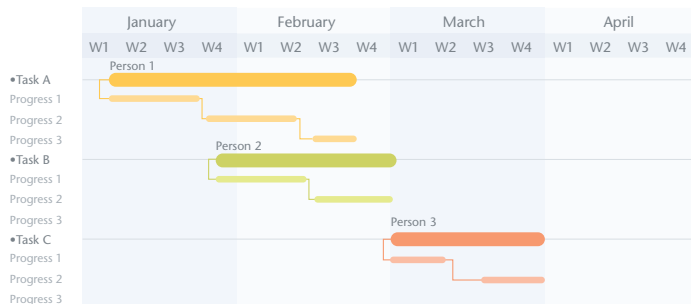 January February March April
W1 W2 W3 W4 W1 W2 W3 W4 W1 W2 W3 W4 W1 W2 W3 W4
Person 1
•Task A
Progress 1
Progress 2
Progress 3
Person 2
•Task B
Progress 1
Progress 2
Progress 3
Person 3
•Task C
Progress 1
Progress 2
Progress 3